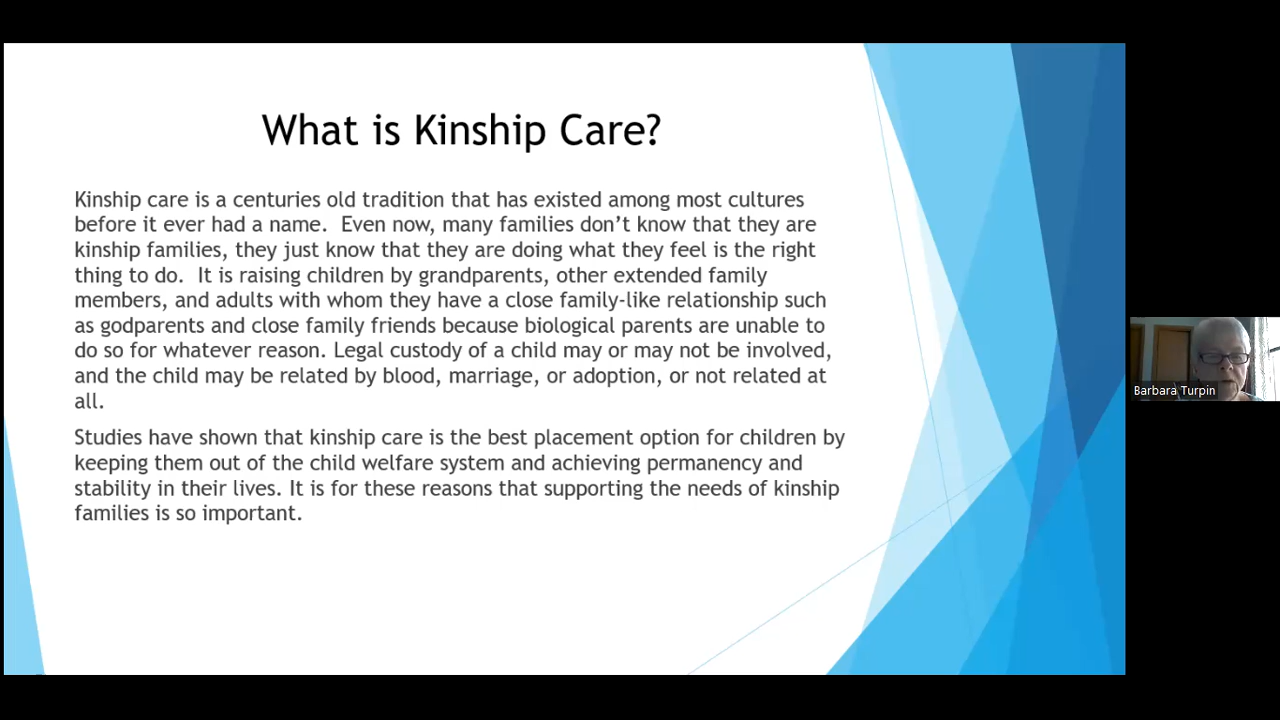 What is Kinship Care?
Kinship care is a centuries old tradition that has existed among most cultures
before it ever had a name.  Even now, many families don’t know that they are
kinship families, they just know that they are doing what they feel is the right
thing to do.  It is raising children by grandparents, other extended family
members, and adults with whom they have a close family-like relationship such
as godparents and close family friends because biological parents are unable to
do so for whatever reason. Legal custody of a child may or may not be involved,
and the child may be related by blood, marriage, or adoption, or not related at
all.
Studies have shown that kinship care is the best placement option for children by
keeping them out of the child welfare system and achieving permanency and
stability in their lives. It is for these reasons that supporting the needs of kinship
families is so important.
Barbara Turpin